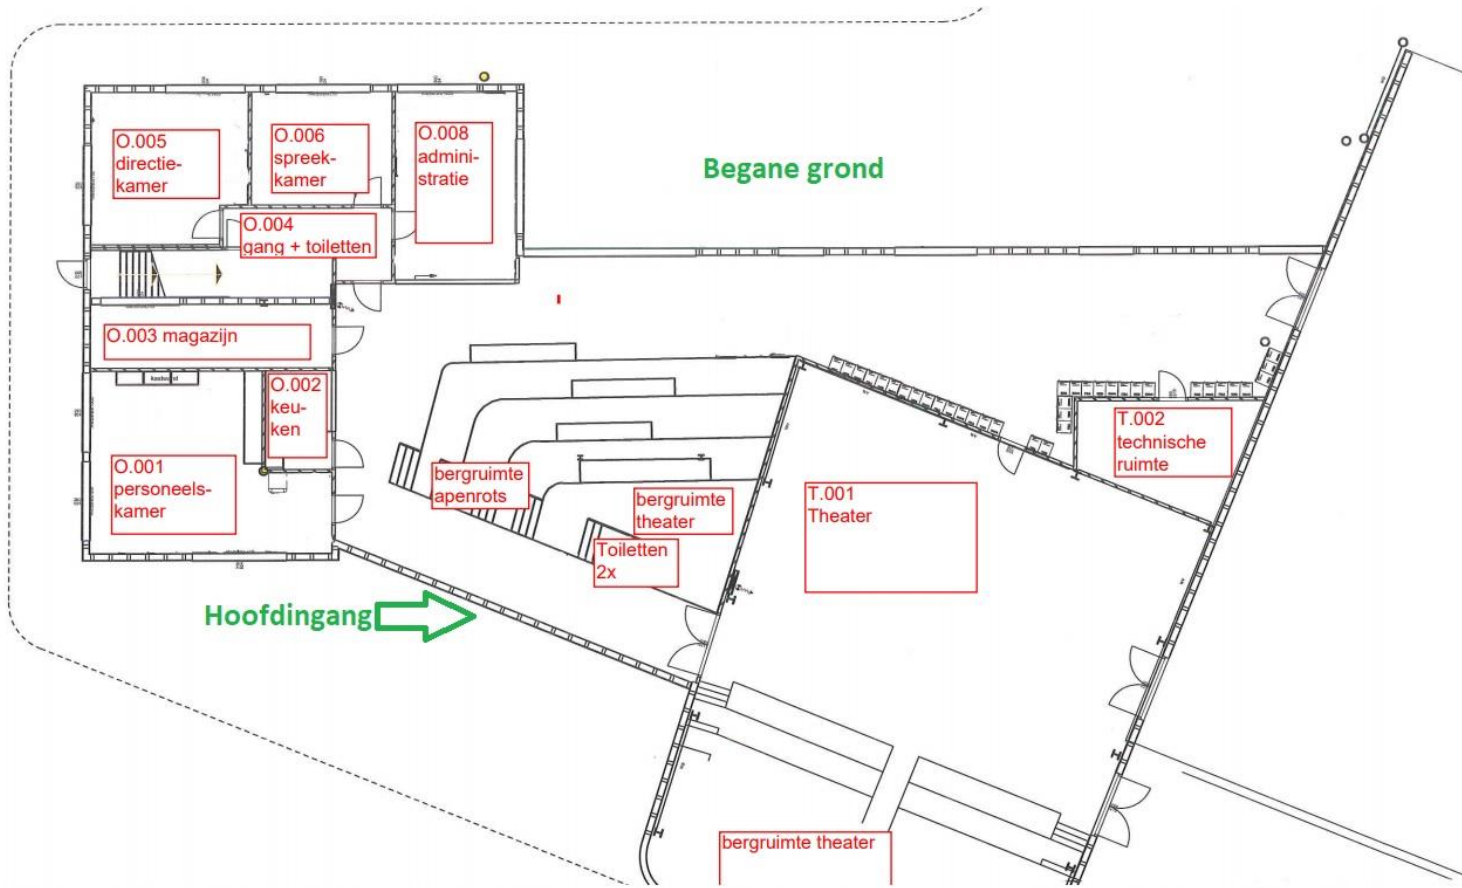 O.005
directie-
kamer
O.006
spreek-
kamer
O.008
admini-
stratie
Begane grond
O.004
gang + toiletten
O.003 magazijn
O.002
keu-
ken
O.001
personeels-
kamer
bergruimte
apenrots
bergruimte
theater
Toiletten
2x
T.001
Theater
T.002
technische
ruimte
Hoofdingang
bergruimte theater